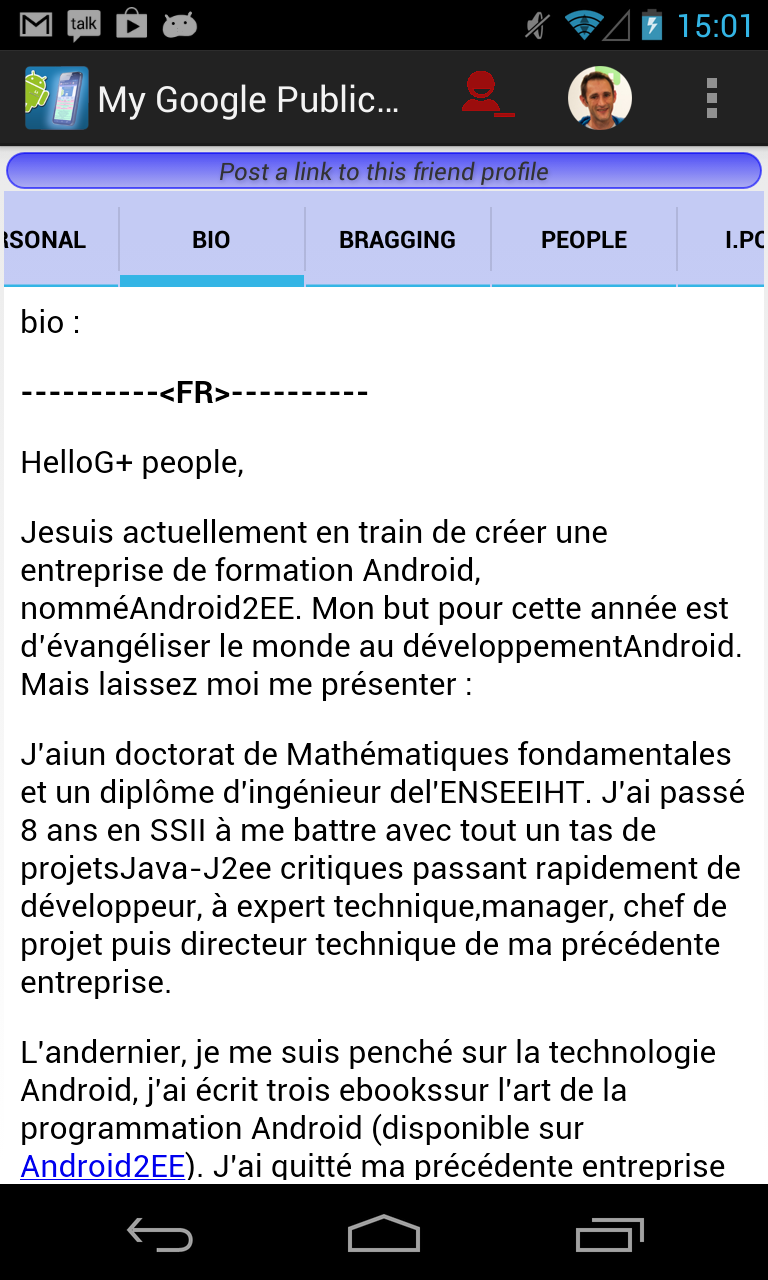 talk
15:01
My Google Public...
Post a link to this friend profile
RSONAL
BIO
BRAGGING
PEOPLE
I.PO
bio :
----------<FR>----------
HelloG+ people,
Jesuis actuellement en train de créer une
entreprise de formation Android,
nomméAndroid2EE. Mon but pour cette année est
d'évangéliser le monde au développementAndroid.
Mais laissez moi me présenter :
J'aiun doctorat de Mathématiques fondamentales
et un diplôme d'ingénieur del'ENSEEIHT. J'ai passé
8 ans en SSII à me battre avec tout un tas de
projetsJava-J2ee critiques passant rapidement de
développeur, à expert technique,manager, chef de
projet puis directeur technique de ma précédente
entreprise.
L'andernier, je me suis penché sur la technologie
Android, j'ai écrit trois ebookssur l'art de la
programmation Android (disponible sur
Android2EE). J'ai quitté ma précédente entreprise